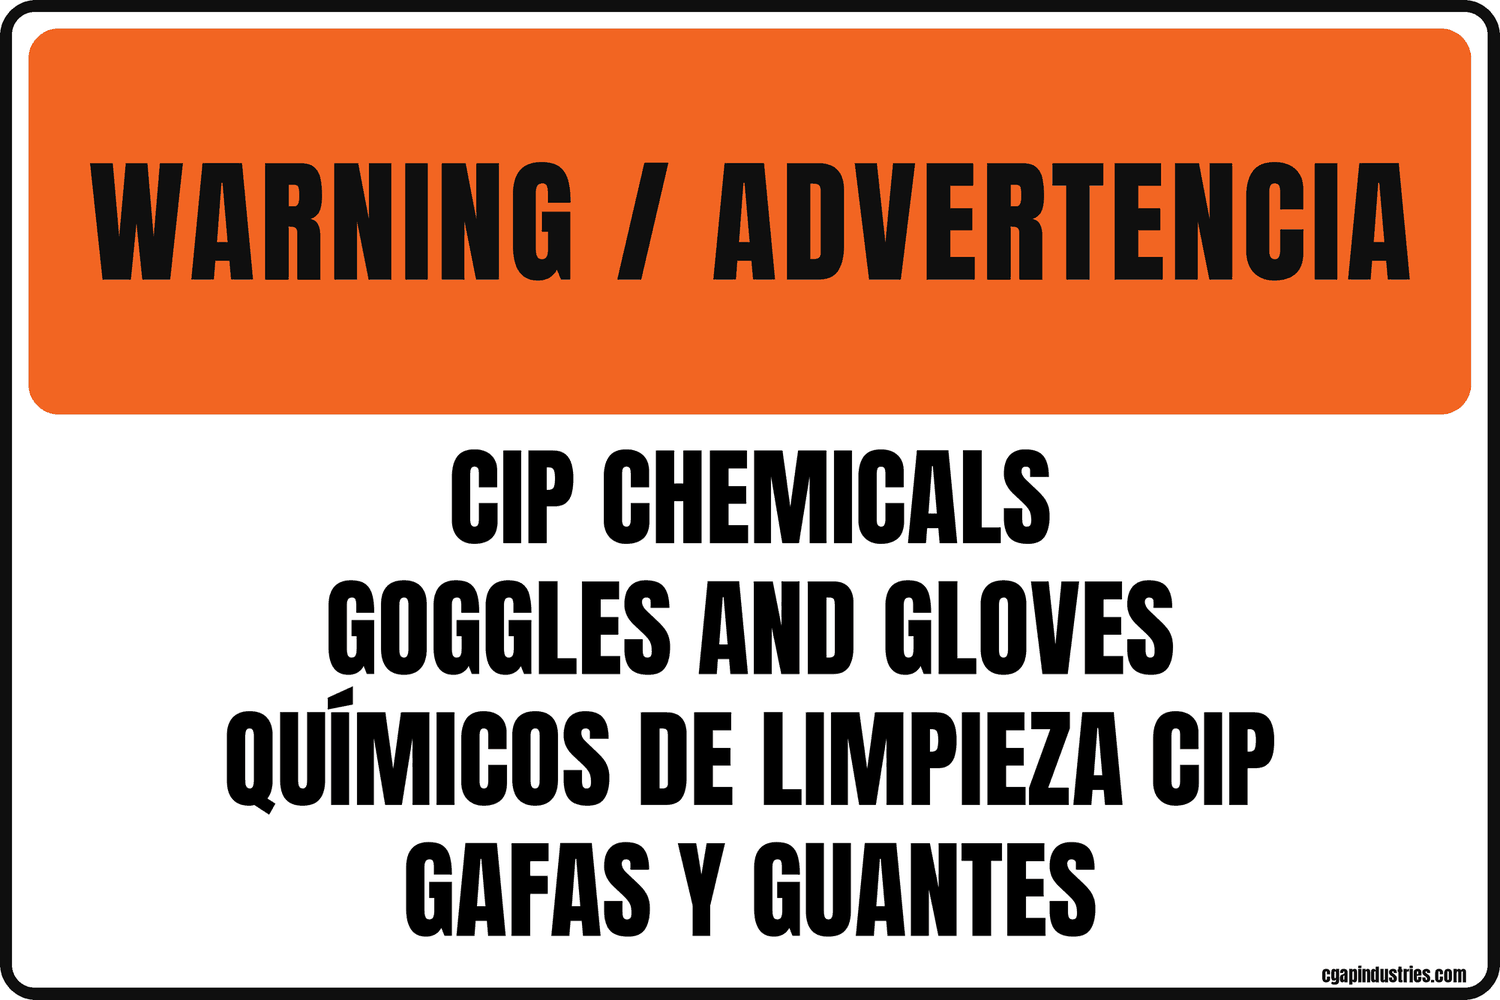 WARNING / ADVERTENCIA
CIP CHEMICALS
GOGGLES AND GLOVES
QUÍMICOS DE LIMPIEZA CIP
GAFAS Y GUANTES
cgapindustries.com